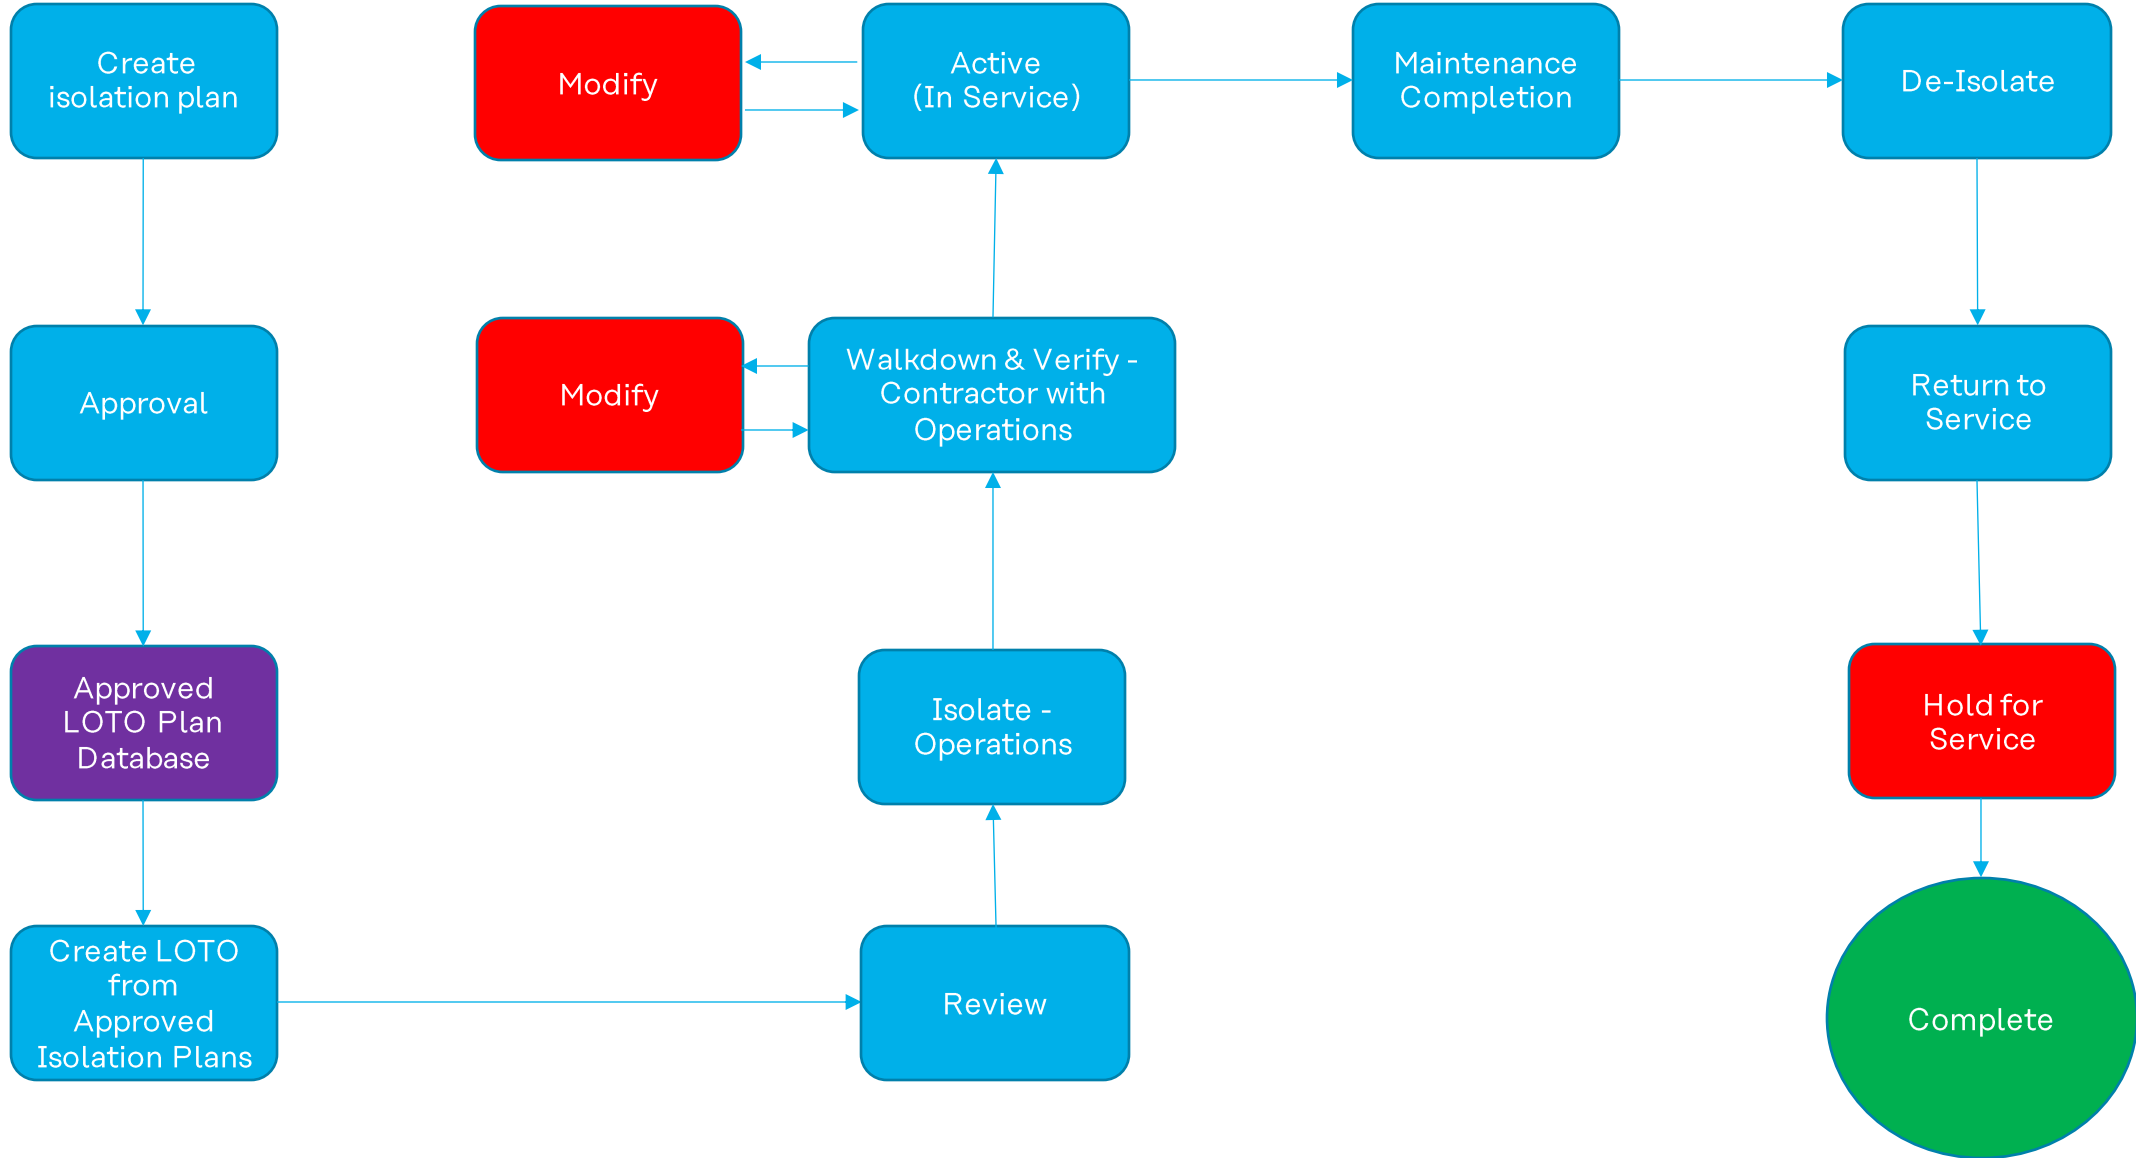 Create
isolation plan
Approval
Approved
LOTO Plan
Database
Create LOTO
from
Approved
Isolation Plans
Review
Isolate -
Operations
Walkdown & Verify -
Contractor with
Operations
Modify
Active
(In Service)
Modify
Maintenance
Completion
De-Isolate
Return to
Service
Hold for
Service
Complete